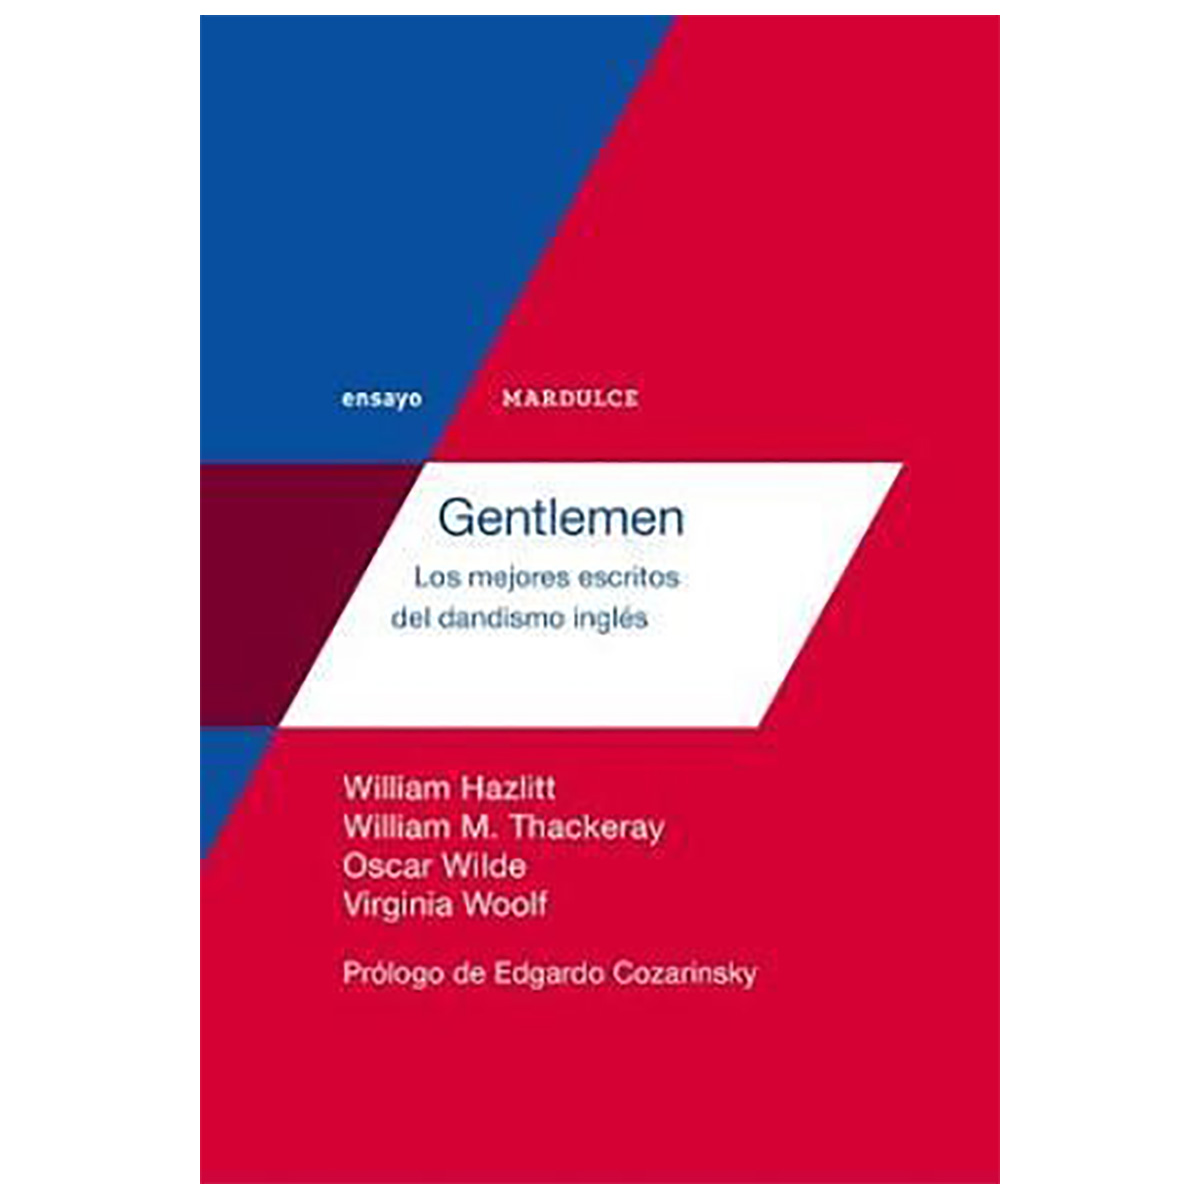 ensayo MARDULCE
Gentlemen
Los mejores escritos
del dandismo inglés
William Hazlitt
William M. Thackeray
Oscar Wilde
Virginia Woolf
Prólogo de Edgardo Cozarinsky